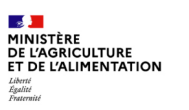 MINISTÈRE
DE L'AGRICULTURE
ET DE L'ALIMENTATION
Liberté
Égalité
Fraternité